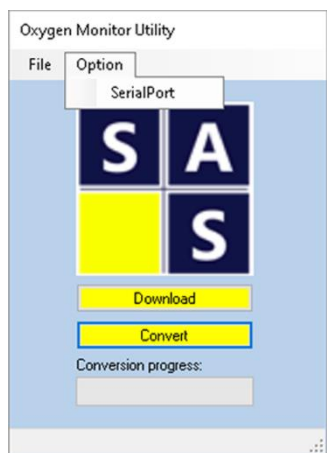 Oxygen Monitor Utility
File Option
SerialPort
S A
S
Download
Convert
Conversion progress: